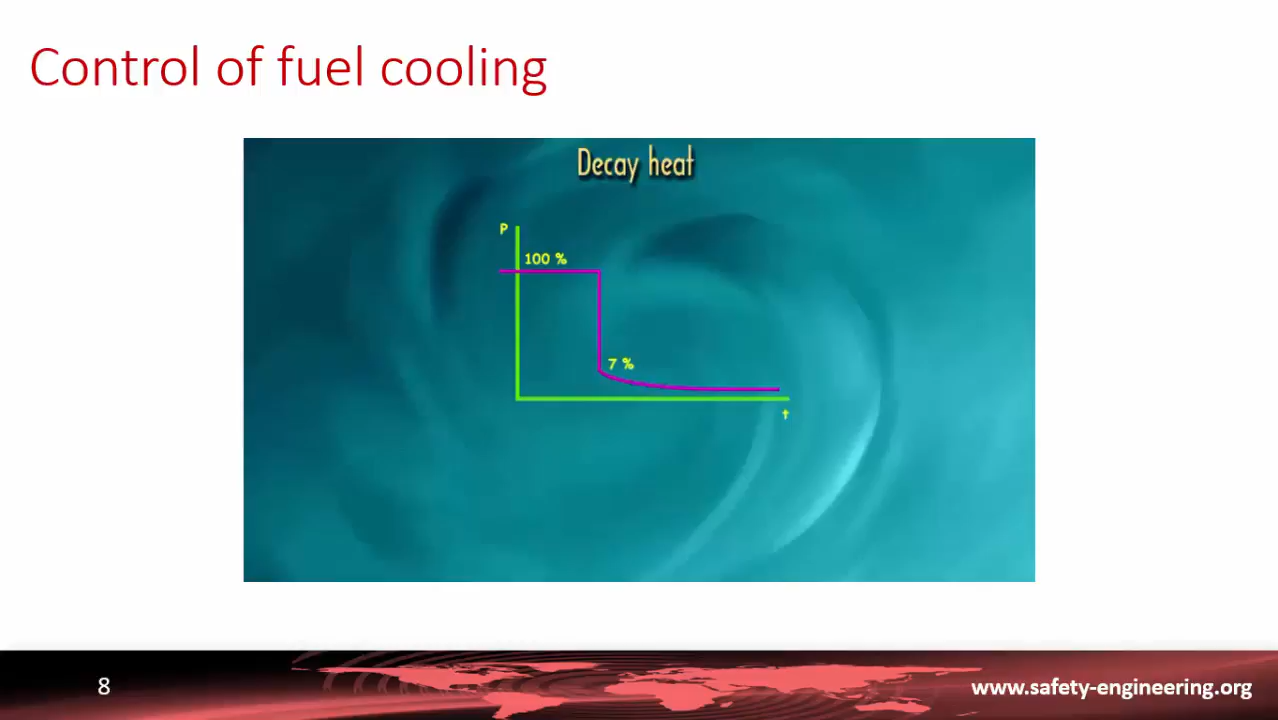 Control of fuel cooling
Decay heat
P
100 %
7 %
t
8
www.safety-engineering.org